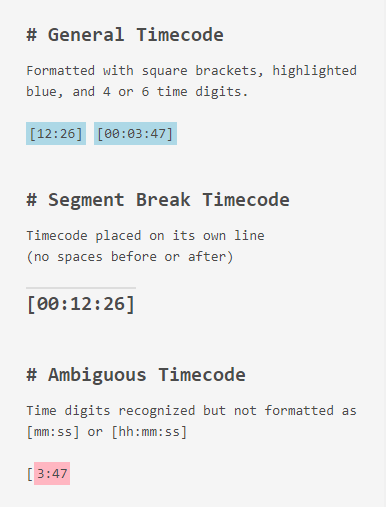 # General Timecode
Formatted with square brackets, highlighted
blue, and 4 or 6 time digits.
[12:26] [00:03:47]
# Segment Break Timecode
Timecode placed on its own line
(no spaces before or after)
[00:12:26]
# Ambiguous Timecode
Time digits recognized but not formatted as
[mm:ss] or [hh:mm:ss]
[3:47